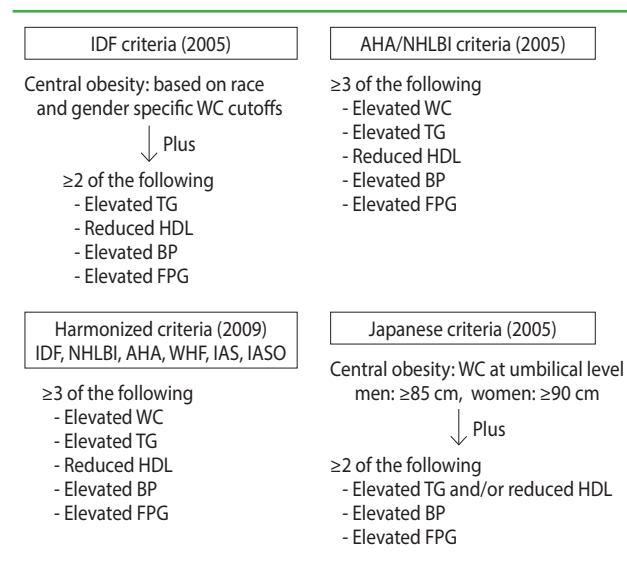 IDF criteria (2005)
Central obesity: based on race
and gender specific WC cutoffs
Plus
≥2 of the following
- Elevated TG
- Reduced HDL
- Elevated BP
- Elevated FPG
AHA/NHLBI criteria (2005)
≥3 of the following
- Elevated WC
- Elevated TG
- Reduced HDL
- Elevated BP
- Elevated FPG
Harmonized criteria (2009)
IDF, NHLBI, AHA, WHF, IAS, IASO
≥3 of the following
- Elevated WC
- Elevated TG
- Reduced HDL
- Elevated BP
- Elevated FPG
Japanese criteria (2005)
Central obesity: WC at umbilical level
men: ≥85 cm, women: ≥90 cm
Plus
≥2 of the following
- Elevated TG and/or reduced HDL
- Elevated BP
- Elevated FPG